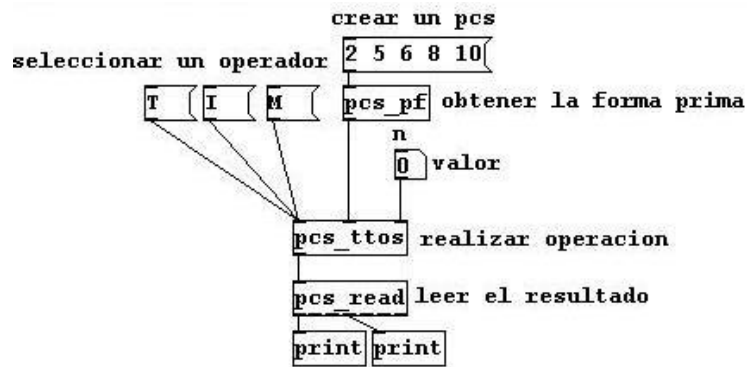 crear un pcs
2 5 6 8 10
seleccionar un operador
T I M
pcs_pf obtener la forma prima
n
0 valor
pcs_ttos realizar operacion
pcs_read leer el resultado
print print